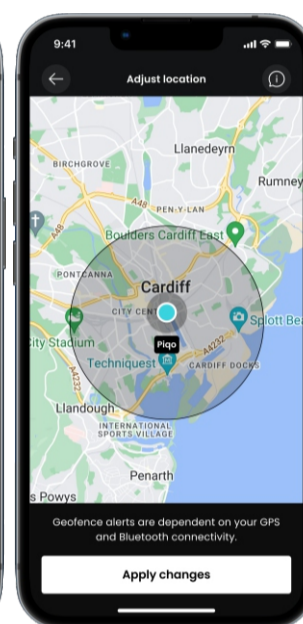 9:41
Adjust location
Llanedeyrn
BIRCHGROVE
Rumney
A48
PEN-Y-LAN
A48
Boulders Cardiff East
PONTCANNA
Cardiff
CITY CEN
Splott Bea
City Stadium
Piqo
A4232
Techniquest
CARDIFF DOCKS
A4232
Llandough
INTERNATIONAL
SPORTS VILLAGE
Penarth
s Powys
Geofence alerts are dependent on your GPS
and Bluetooth connectivity.
Apply changes